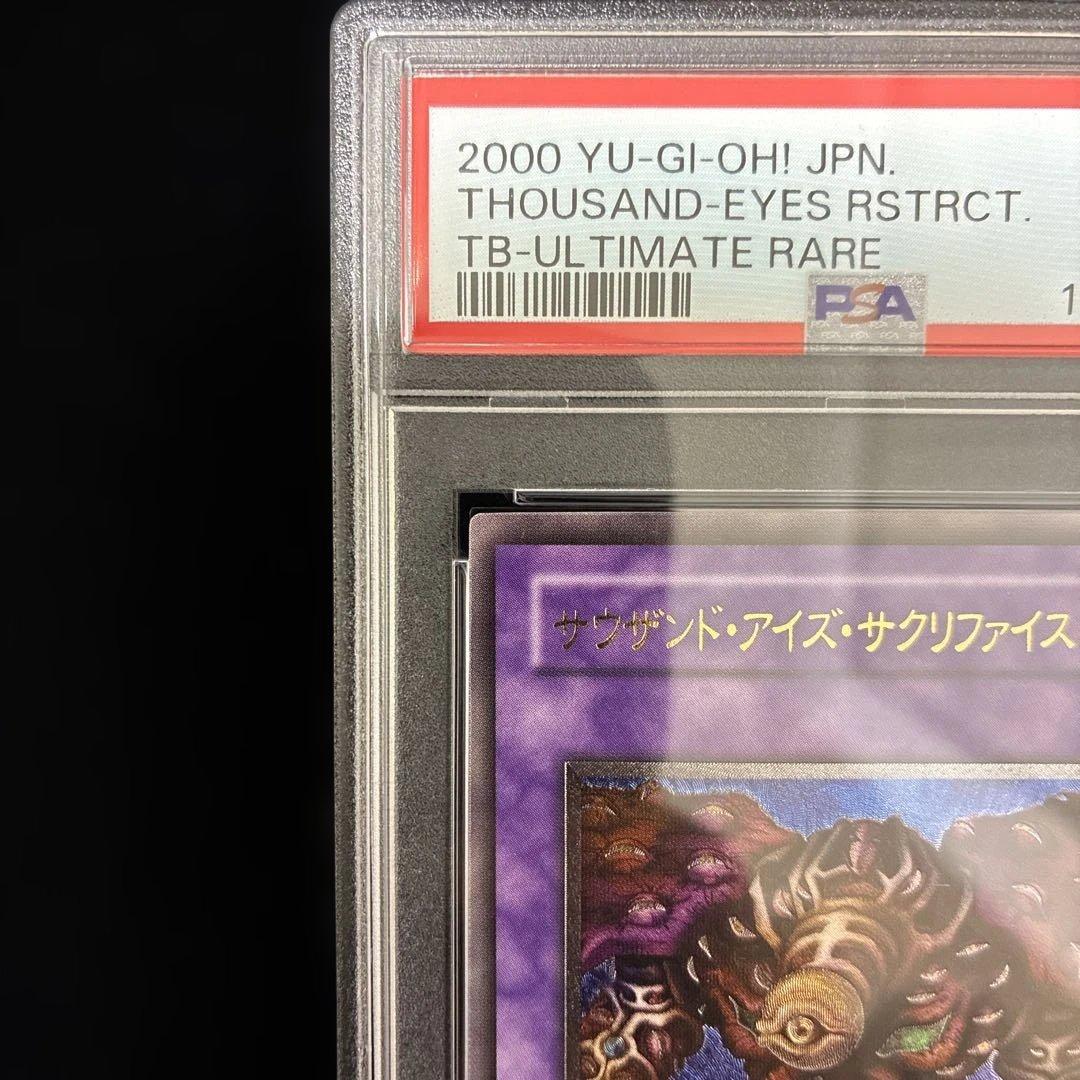 2000 YU-GI-OH! JPN.
THOUSAND-EYES RSTRCT.
TB-ULTIMATE RARE
PSA
1
サウザンド・アイズ・サクリファイス